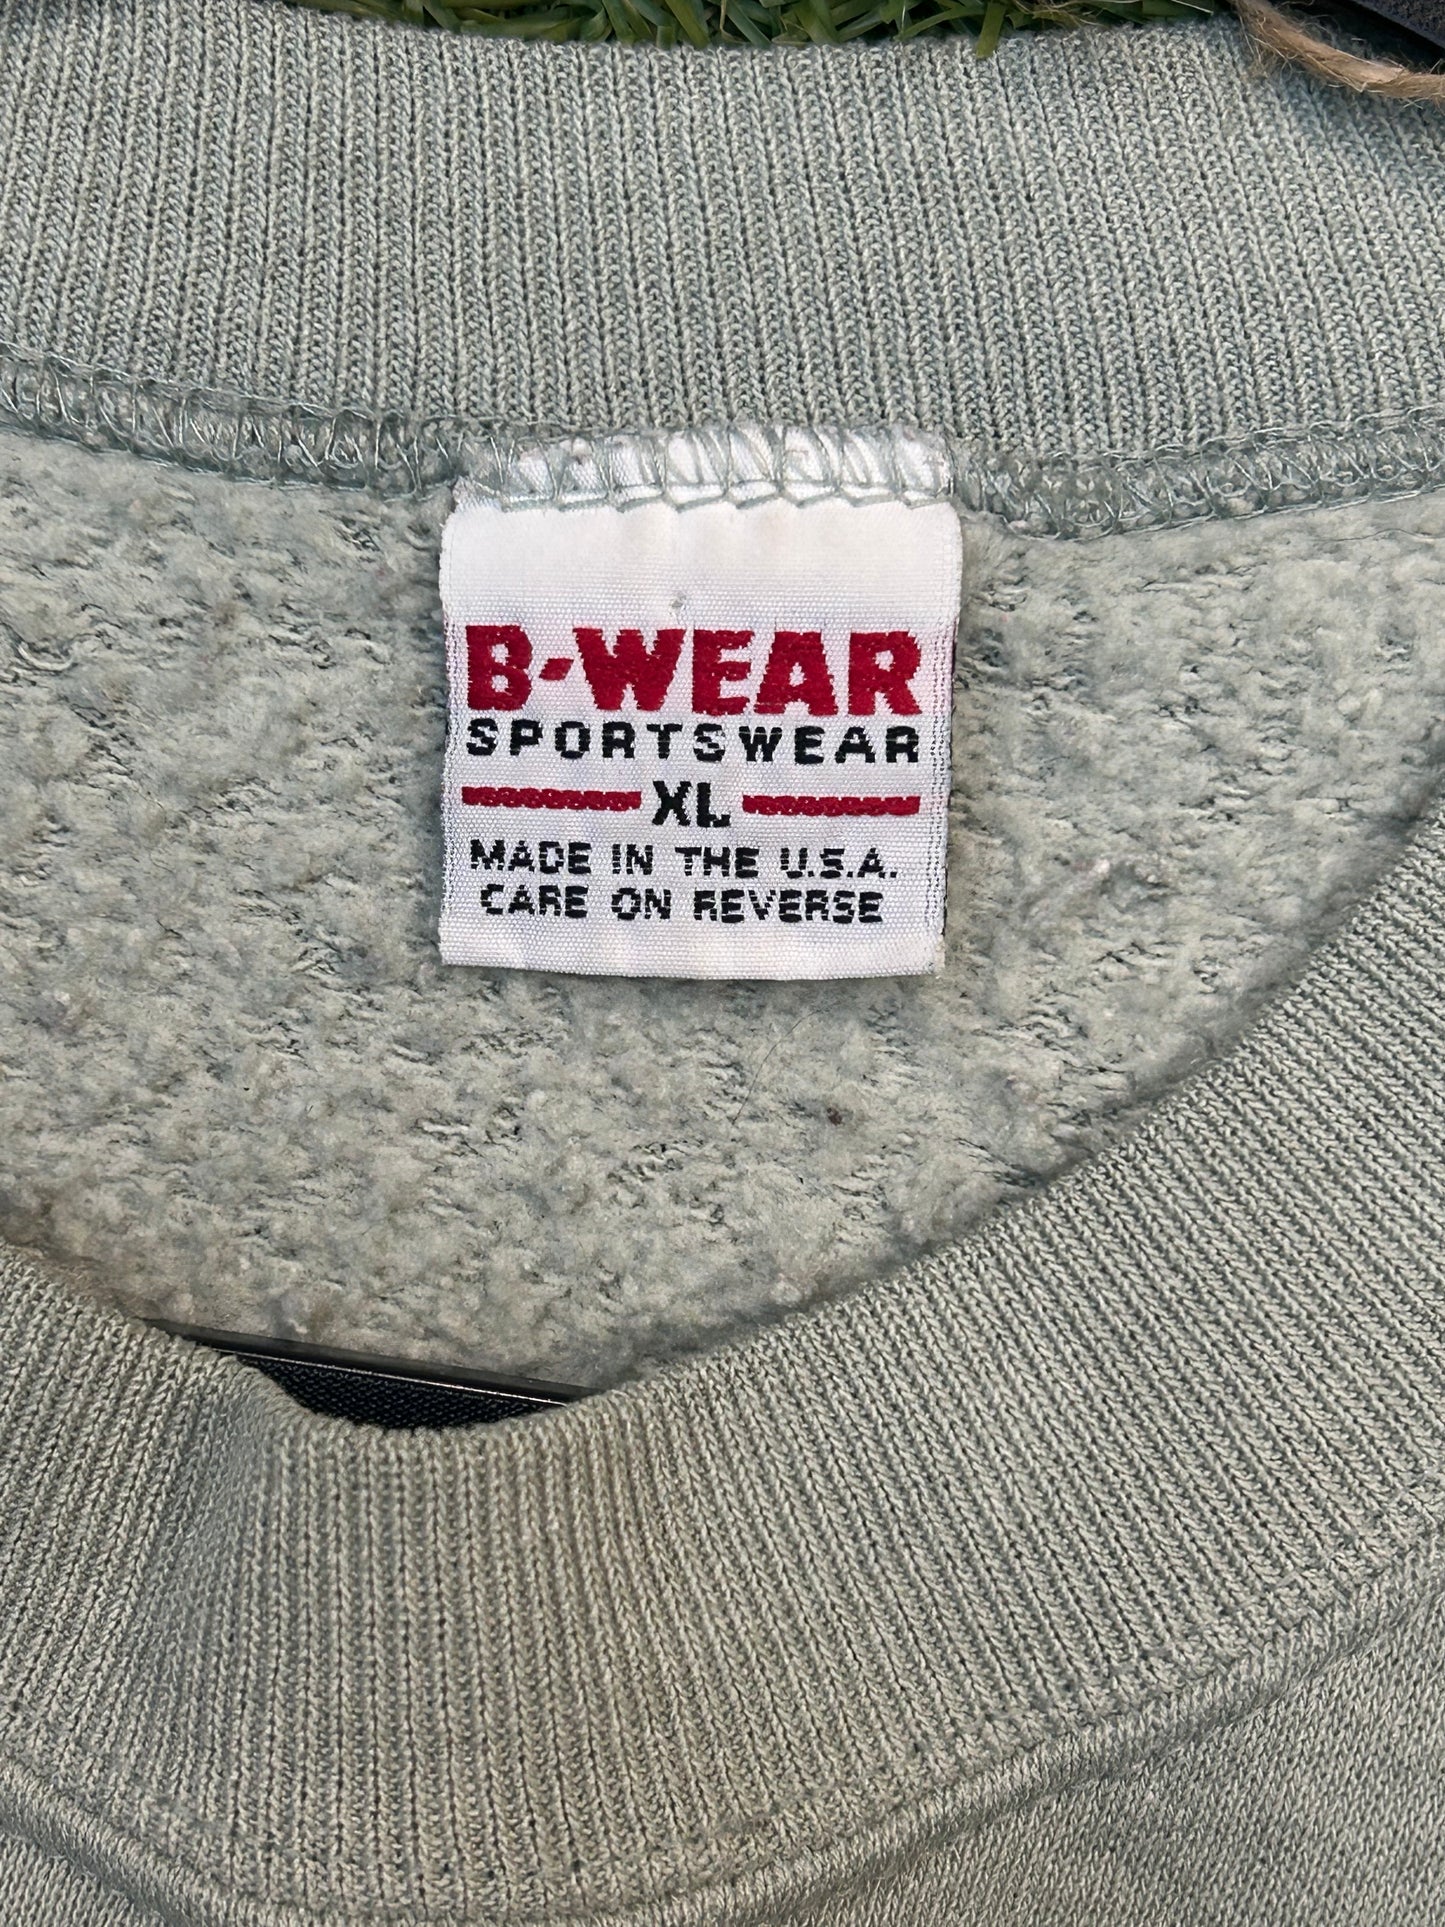 B-WEAR
SPORTSWEAR
XL
MADE IN THE U.S.A.
CARE ON REVERSE